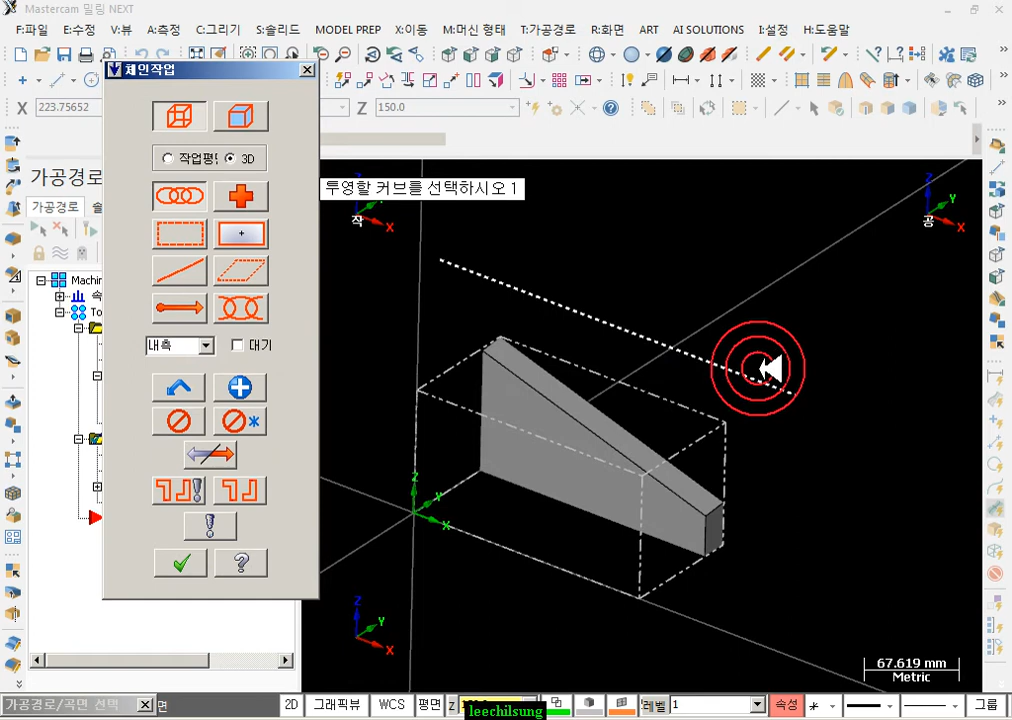 Mastercam 밀링 NEXT
F:파일 E:수정 V:뷰 A:측정 C:그리기 S:솔리드 MODEL PREP X:이동 M:머신 형태 T:가공경로 R:화면 ART AI SOLUTIONS I:설정 H:도움말
체인작업
X 223.75652 Z 150.0
작업평면 3D
투영할 커브를 선택하시오 1
가공경로
가공경로 솔
작 X
Z Y 공 X
Machin
속
To
내측 대기
Z Y X
Z Y X
67.619 mm
Metric
가공경로/곡면 선택 면 2D 그래픽뷰 WCS 평면 Z 레벨 1 속성 그룹
leechilsung